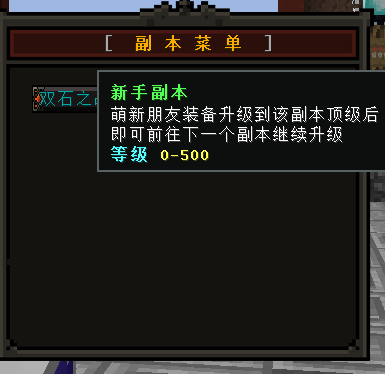 [ 副本菜单 ]
双石之
新手副本
萌新朋友装备升级到该副本顶级后
即可前往下一个副本继续升级
等级 0-500